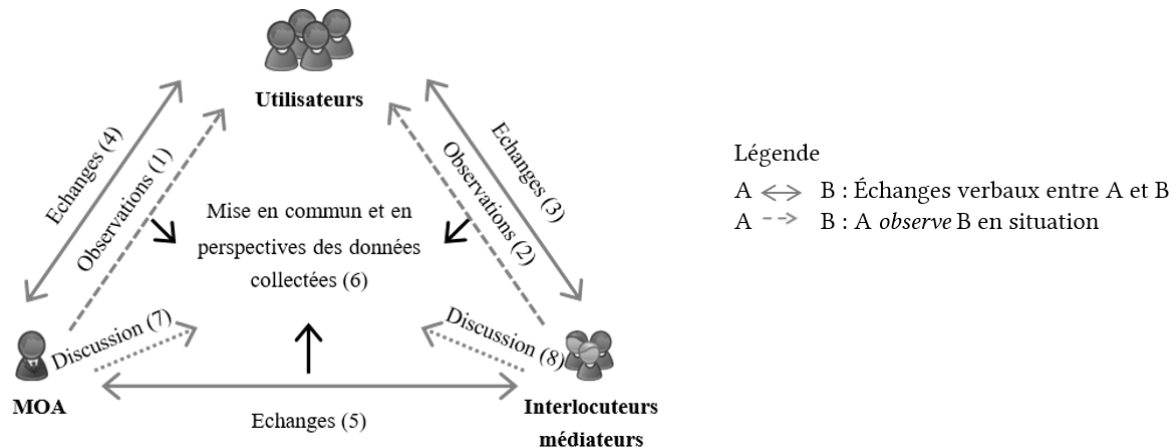 Utilisateurs
Echanges (4)
Observations (1)
Observations (2)
Echanges (3)
Mise en commun et en
perspectives des données
collectées (6)
Discussion (7)
Discussion (8)
MOA
Echanges (5)
Interlocuteurs
médiateurs
Légende
A B : Échanges verbaux entre A et B
A B : A observe B en situation